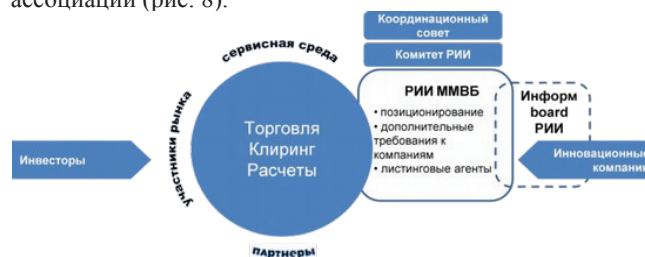 ассоциации (рис. 8).
Координационный
совет
Комитет РИИ
сервисная среда
участники рынка
Торговля
Клиринг
Расчеты
партнеры
Инвесторы
РИИ ММВБ
• позиционирование
• дополнительные
требования к
компаниям
• листинговые агенты
Информ
board
РИИ
Инновационные
компании